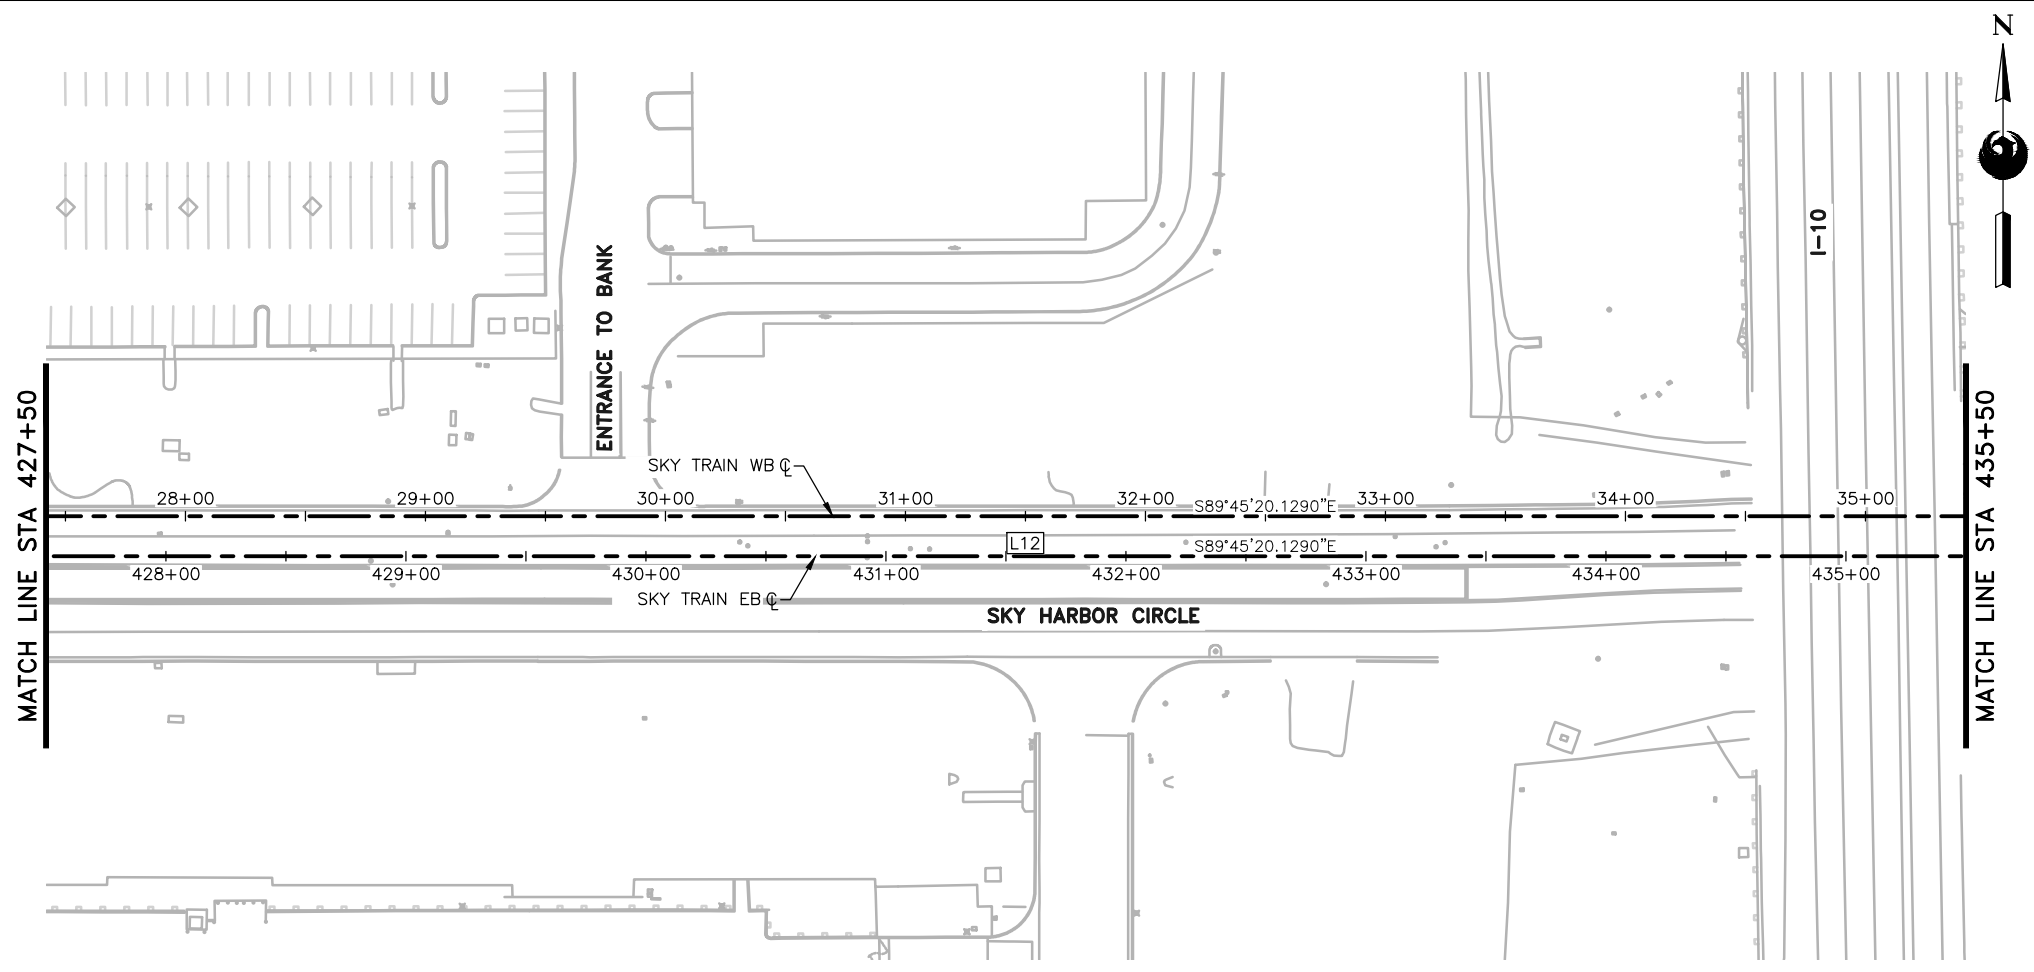 N
I-10
ENTRANCE TO BANK
MATCH LINE STA 427+50
MATCH LINE STA 435+50
SKY TRAIN WB ℄
28+00 29+00 30+00 31+00 32+00 33+00 34+00 35+00
S89°45'20.1290"E
L12
S89°45'20.1290"E
428+00 429+00 430+00 431+00 432+00 433+00 434+00 435+00
SKY TRAIN EB ℄
SKY HARBOR CIRCLE